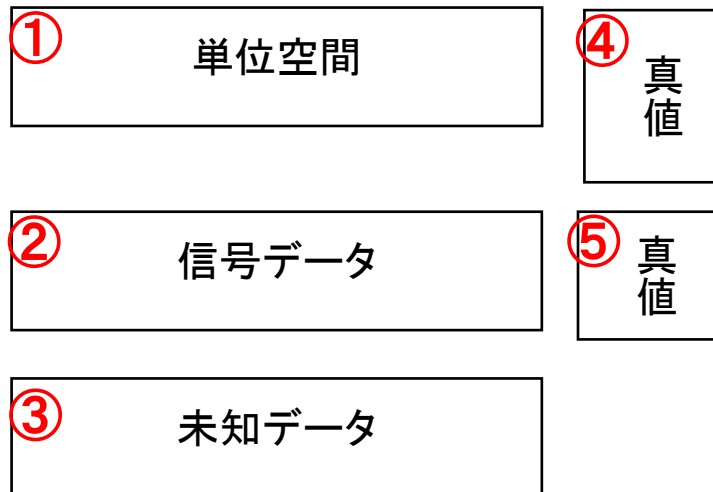 ① 単位空間
④ 真値
② 信号データ
⑤ 真値
③ 未知データ